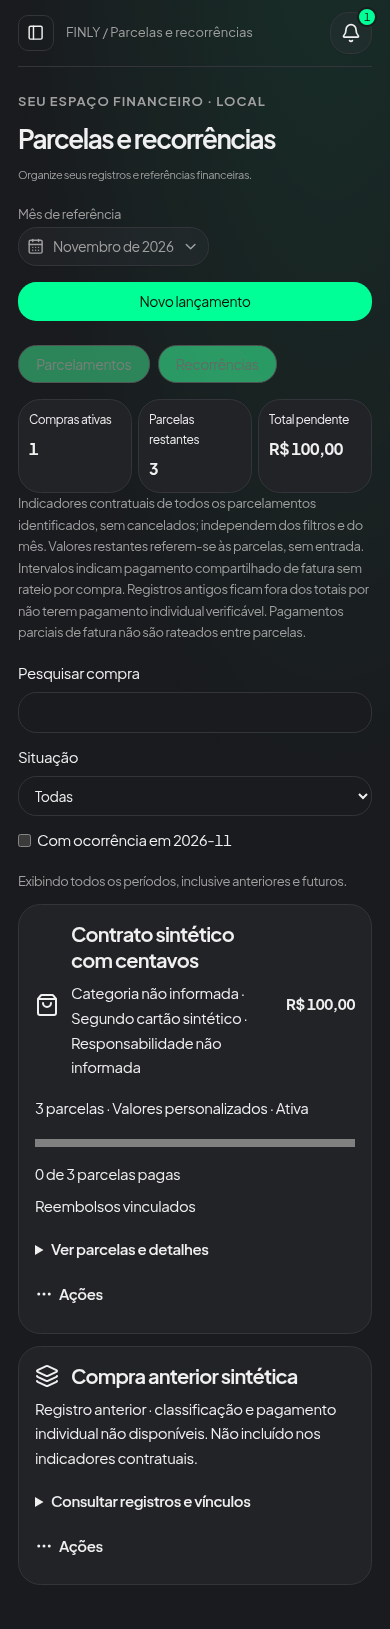 FINLY / Parcelas e recorrências
1
SEU ESPAÇO FINANCEIRO · LOCAL
Parcelas e recorrências
Organize seus registros e referências financeiras.
Mês de referência
Novembro de 2026
Novo lançamento
Parcelamentos
Recorrências
Compras ativas
1
Parcelas
restantes
3
Total pendente
R$ 100,00
Indicadores contratuais de todos os parcelamentos
identificados, sem cancelados; independem dos filtros e do
mês. Valores restantes referem-se às parcelas, sem entrada.
Intervalos indicam pagamento compartilhado de fatura sem
rateio por compra. Registros antigos ficam fora dos totais por
não terem pagamento individual verificável. Pagamentos
parciais de fatura não são rateados entre parcelas.
Pesquisar compra
Situação
Todas
Com ocorrência em 2026-11
Exibindo todos os períodos, inclusive anteriores e futuros.
Contrato sintético
com centavos
Categoria não informada ·
Segundo cartão sintético ·
Responsabilidade não
informada
R$ 100,00
3 parcelas · Valores personalizados · Ativa
0 de 3 parcelas pagas
Reembolsos vinculados
Ver parcelas e detalhes
Ações
Compra anterior sintética
Registro anterior · classificação e pagamento
individual não disponíveis. Não incluído nos
indicadores contratuais.
Consultar registros e vínculos
Ações